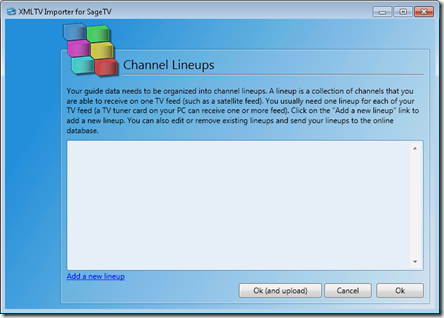 XMLTV Importer for SageTV
Channel Lineups
Your guide data needs to be organized into channel lineups. A lineup is a collection of channels that you
are able to receive on one TV feed (such as a satellite feed). You usually need one lineup for each of your
TV feed (a TV tuner card on your PC can receive one or more feed). Click on the "Add a new lineup" link to
add a new lineup. You can also edit or remove existing lineups and send your lineups to the online
database.
Add a new lineup
Ok (and upload)
Cancel
Ok